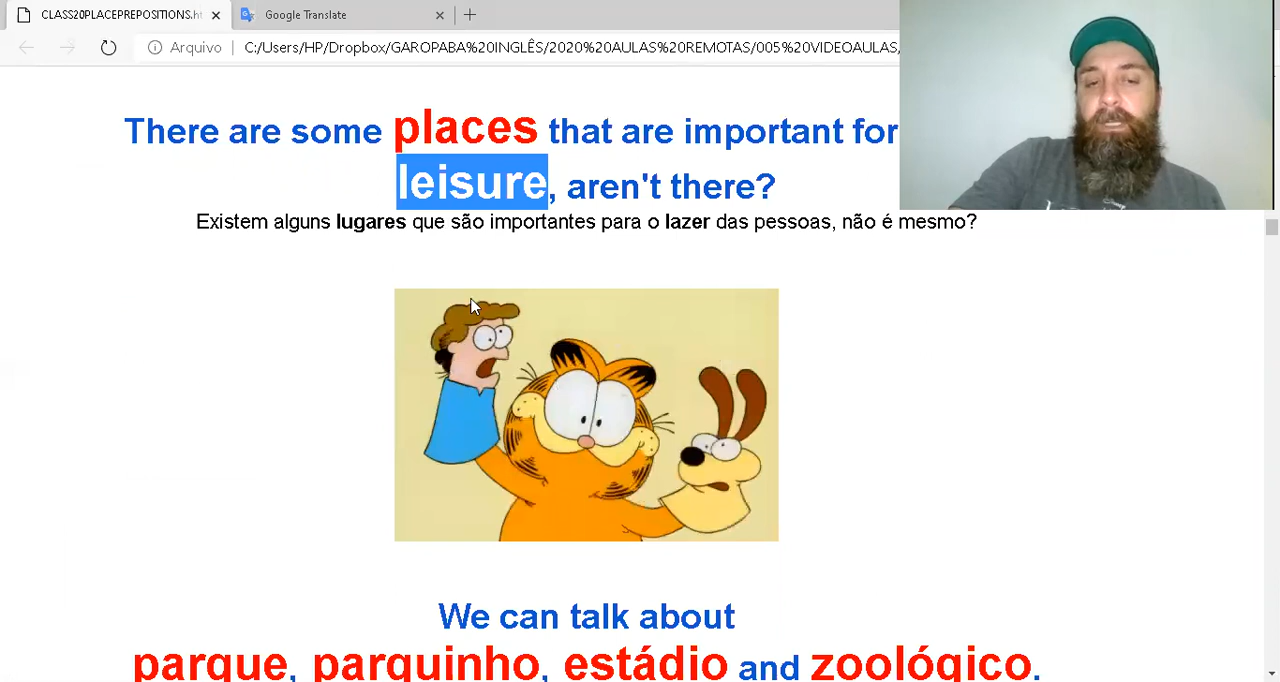 CLASS20PLACEPREPOSITIONS.h
Google Translate
Arquivo
C:/Users/HP/Dropbox/GAROPABA%20INGLÊS/2020%20AULAS%20REMOTAS/005%20VIDEOAULAS/
There are some places that are important for
leisure, aren't there?
Existem alguns lugares que são importantes para o lazer das pessoas, não é mesmo?
We can talk about
parque, parquinho, estádio and zoológico.